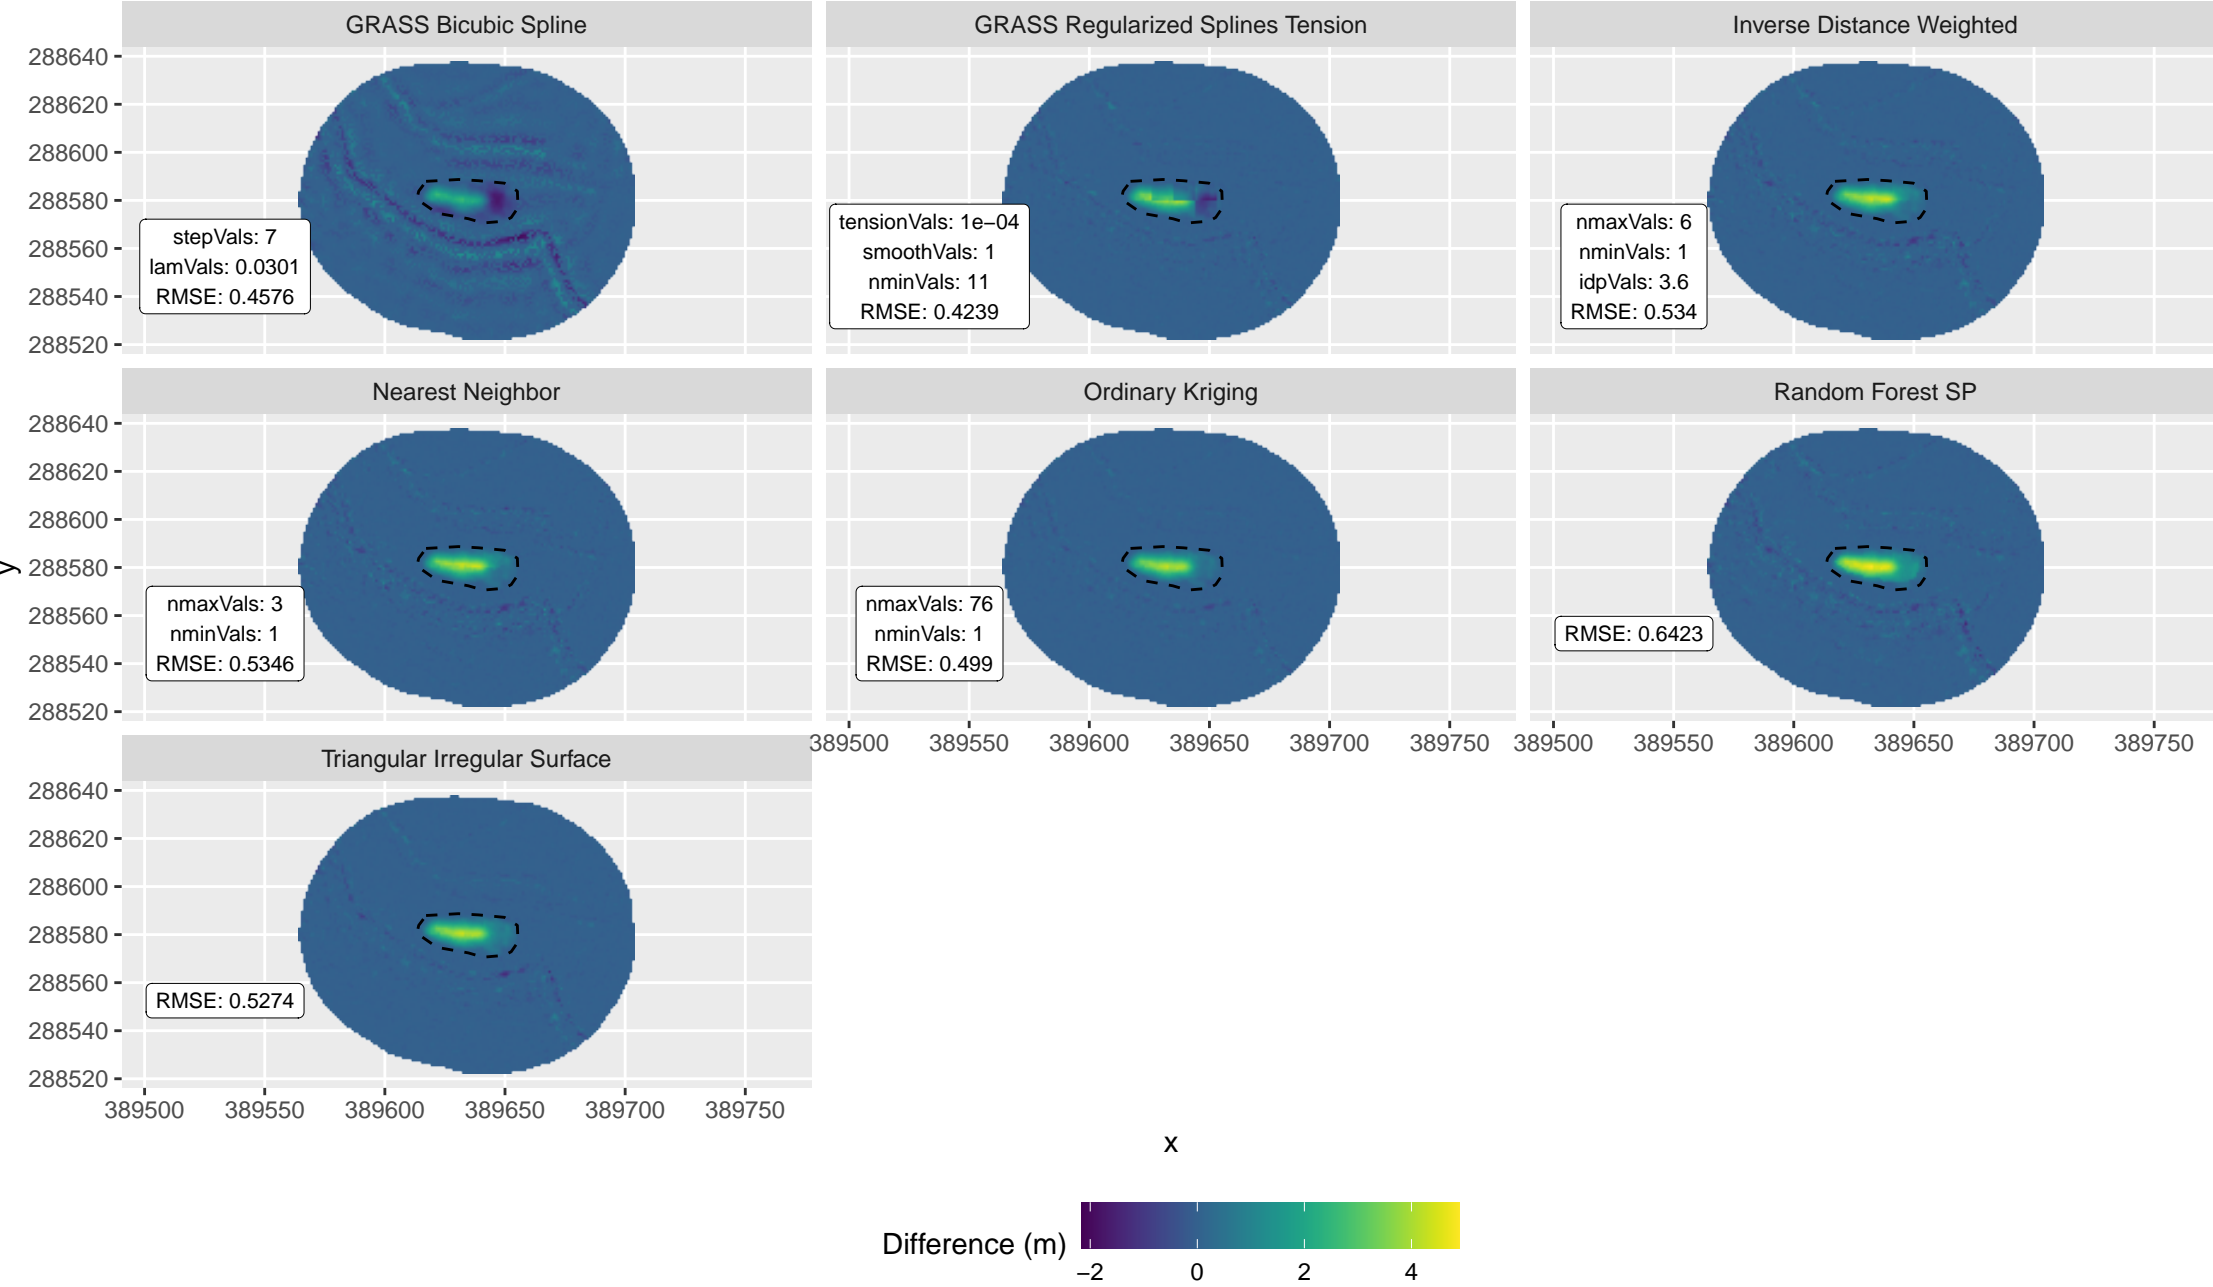 GRASS Bicubic Spline
GRASS Regularized Splines Tension
Inverse Distance Weighted
288640
288620
288600
288580
288560
288540
288520
stepVals: 7
lamVals: 0.0301
RMSE: 0.4576
tensionVals: 1e−04
smoothVals: 1
nminVals: 11
RMSE: 0.4239
nmaxVals: 6
nminVals: 1
idpVals: 3.6
RMSE: 0.534
Nearest Neighbor
Ordinary Kriging
Random Forest SP
288640
288620
288600
288580
288560
288540
288520
y
nmaxVals: 3
nminVals: 1
RMSE: 0.5346
nmaxVals: 76
nminVals: 1
RMSE: 0.499
RMSE: 0.6423
389500 389550 389600 389650 389700 389750
389500 389550 389600 389650 389700 389750
Triangular Irregular Surface
288640
288620
288600
288580
288560
288540
288520
RMSE: 0.5274
389500 389550 389600 389650 389700 389750
x
Difference (m)
−2 0 2 4